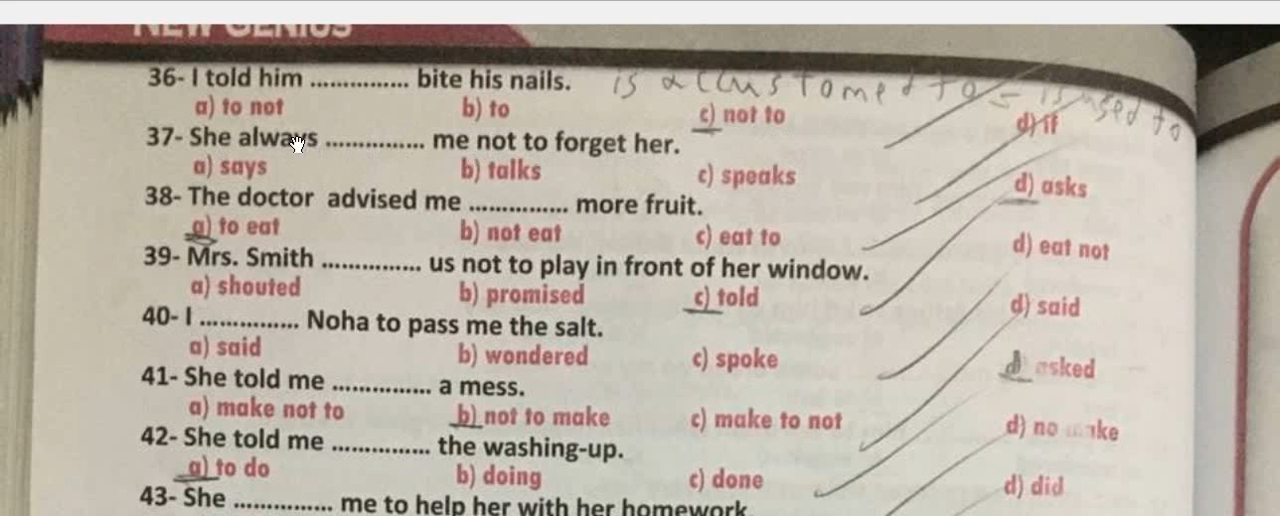 NEW GENIUS
36- I told him ............... bite his nails. is accustomed to = is used to
a) to not b) to c) not to d) if
37- She always ............... me not to forget her.
a) says b) talks c) speaks d) asks
38- The doctor advised me ............... more fruit.
a) to eat b) not eat c) eat to d) eat not
39- Mrs. Smith ............... us not to play in front of her window.
a) shouted b) promised c) told d) said
40- I ............... Noha to pass me the salt.
a) said b) wondered c) spoke d) asked
41- She told me ............... a mess.
a) make not to b) not to make c) make to not d) no make
42- She told me ............... the washing-up.
a) to do b) doing c) done d) did
43- She ............... me to help her with her homework.